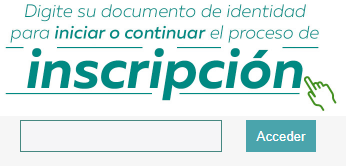 Digite su documento de identidad
para iniciar o continuar el proceso de
inscripción
Acceder